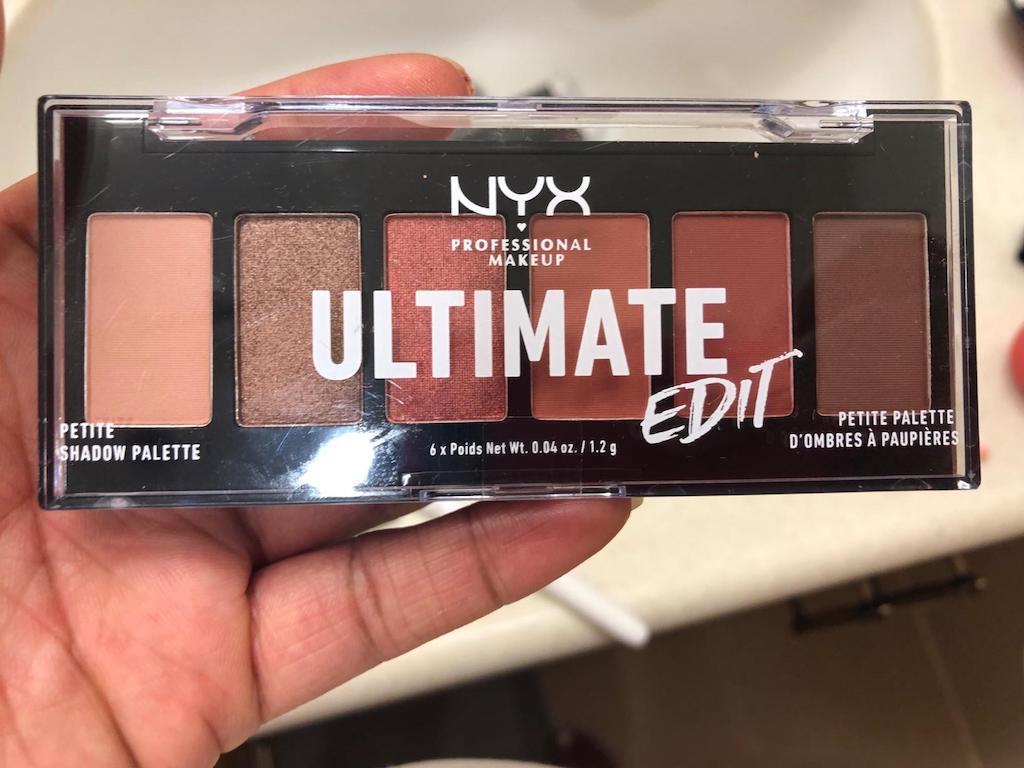 NYX
PROFESSIONAL
MAKEUP
ULTIMATE
EDIT
PETITE
SHADOW PALETTE
6 x Poids Net Wt. 0.04 oz. / 1.2 g
PETITE PALETTE
D'OMBRES À PAUPIÈRES